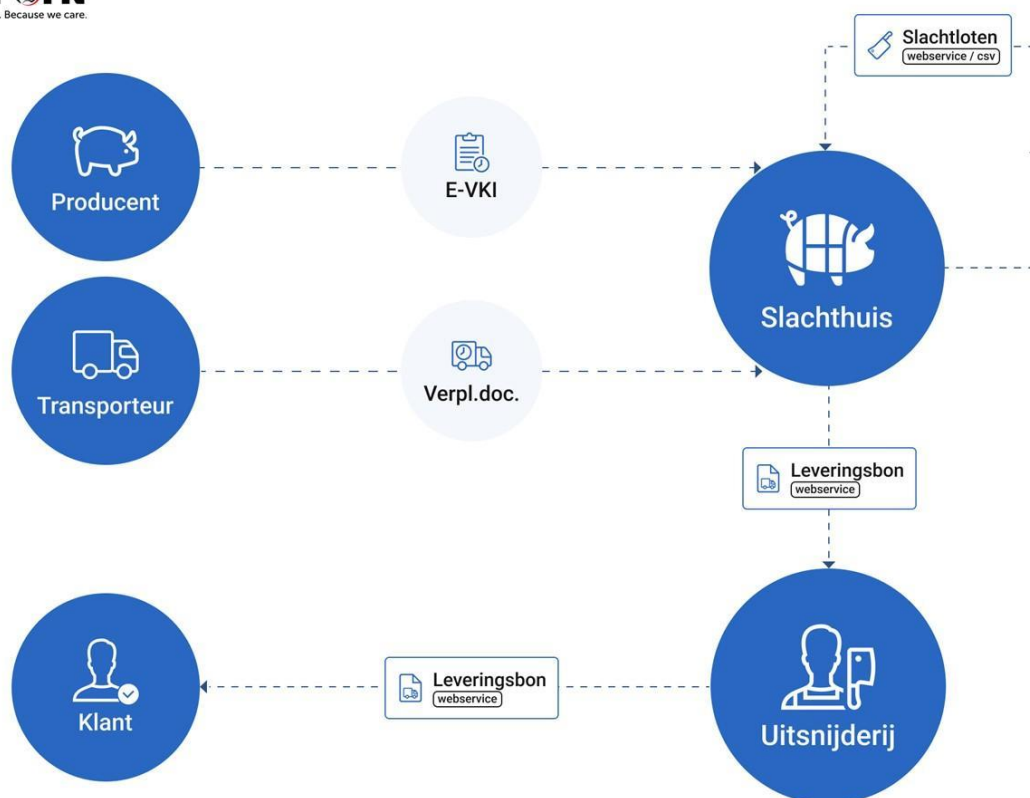 . Because we care.
Slachtloten
webservice / csv
Producent
E-VKI
Slachthuis
Transporteur
Verpl.doc.
Leveringsbon
webservice
Klant
Leveringsbon
webservice
Uitsnijderij